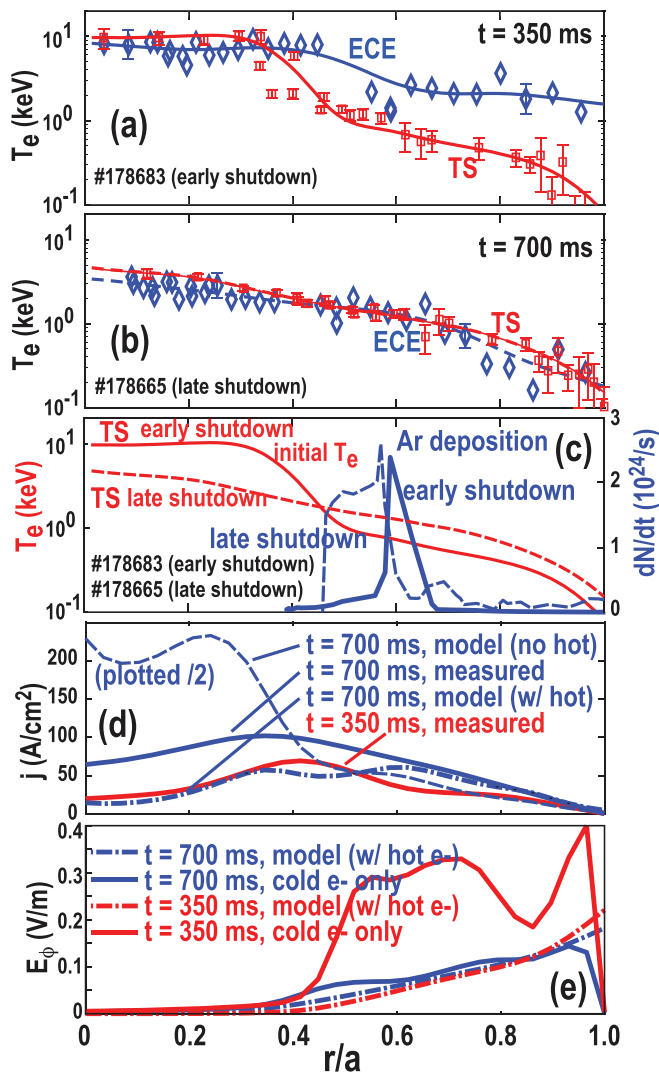 10¹
10⁰
10⁻¹
T_e (keV)
ECE
t = 350 ms
(a)
TS
#178683 (early shutdown)
10¹
10⁰
10⁻¹
T_e (keV)
t = 700 ms
(b)
TS
ECE
#178665 (late shutdown)
10¹
10⁰
10⁻¹
T_e (keV)
TS early shutdown
initial T_e
TS late shutdown
Ar deposition
(c)
early shutdown
late shutdown
#178683 (early shutdown)
#178665 (late shutdown)
3
2
1
0
dN/dt (10²⁴/s)
200
150
100
50
0
j (A/cm²)
t = 700 ms, model (no hot)
(plotted /2)
t = 700 ms, measured
t = 700 ms, model (w/ hot)
(d)
t = 350 ms, measured
0.4
0.3
0.2
0.1
0
E_ϕ (V/m)
t = 700 ms, model (w/ hot e-)
t = 700 ms, cold e- only
t = 350 ms, model (w/ hot e-)
t = 350 ms, cold e- only
(e)
0
0.2
0.4
0.6
0.8
1.0
r/a